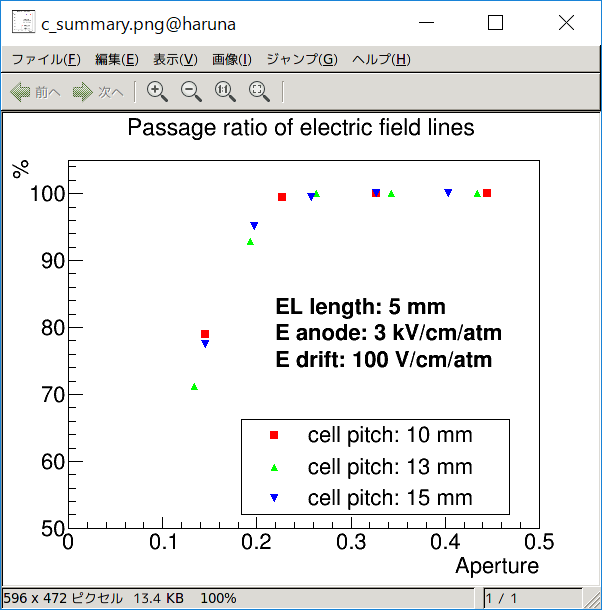 c_summary.png@haruna
ファイル(F) 編集(E) 表示(V) 画像(I) ジャンプ(G) ヘルプ(H)
前へ 次へ 1:1
Passage ratio of electric field lines
%
100
90
80
70
60
50
EL length: 5 mm
E anode: 3 kV/cm/atm
E drift: 100 V/cm/atm
cell pitch: 10 mm
cell pitch: 13 mm
cell pitch: 15 mm
0 0.1 0.2 0.3 0.4 0.5
Aperture
596 x 472 ピクセル 13.4 KB 100% 1 / 1